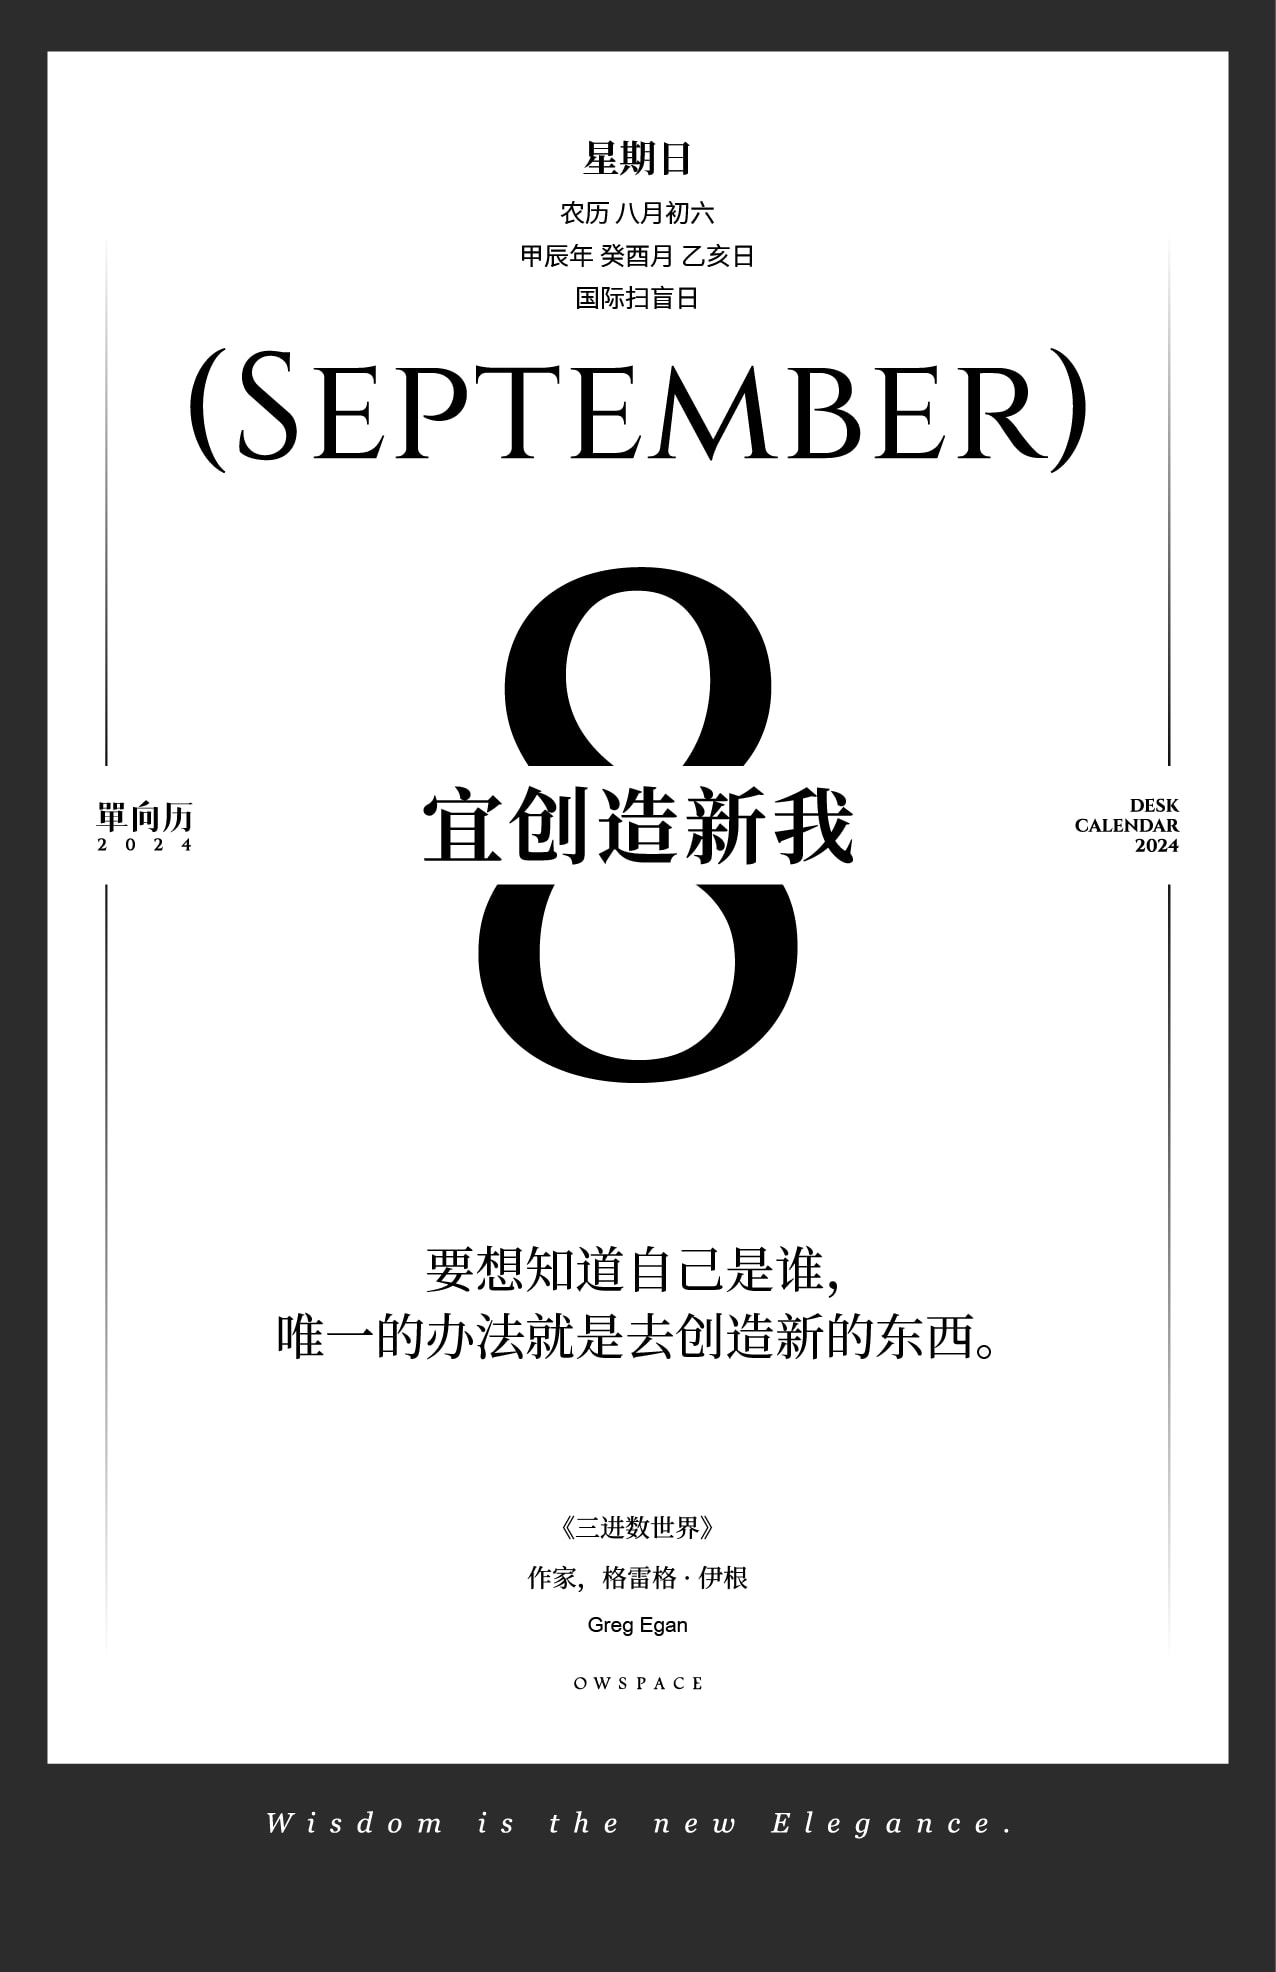 星期日
农历 八月初六
甲辰年 癸酉月 乙亥日
国际扫盲日
(SEPTEMBER)
8
宜创造新我
單向历
2024
DESK
CALENDAR
2024
要想知道自己是谁，
唯一的办法就是去创造新的东西。
《三进数世界》
作家，格雷格·伊根
Greg Egan
OWSPACE
Wisdom is the new Elegance.